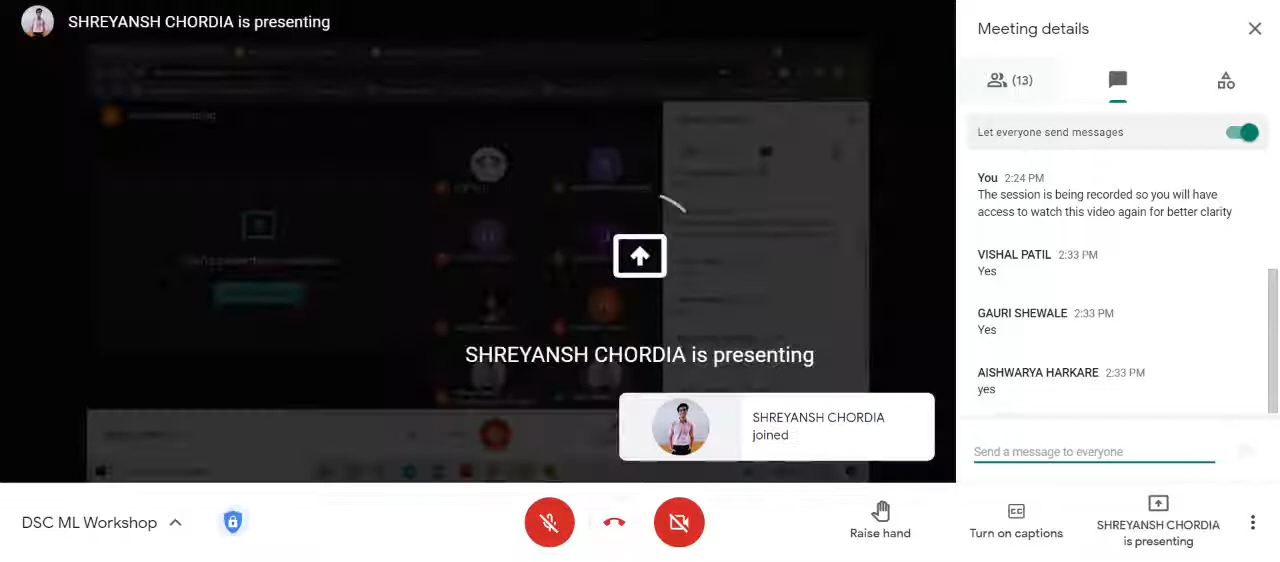 SHREYANSH CHORDIA is presenting
SHREYANSH CHORDIA is presenting
SHREYANSH CHORDIA
joined
Meeting details
(13)
Let everyone send messages
You 2:24 PM
The session is being recorded so you will have
access to watch this video again for better clarity
VISHAL PATIL 2:33 PM
Yes
GAURI SHEWALE 2:33 PM
Yes
AISHWARYA HARKARE 2:33 PM
yes
Send a message to everyone
DSC ML Workshop
Raise hand
CC
Turn on captions
SHREYANSH CHORDIA
is presenting